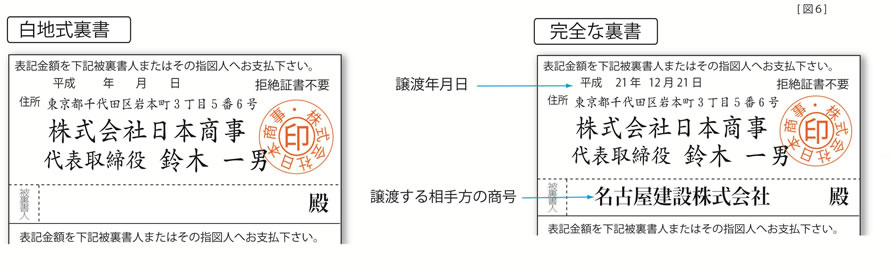 [図6]
白地式裏書
表記金額を下記被裏書人またはその指図人へお支払下さい。
平成　　年　　月　　日
拒絶証書不要
住所 東京都千代田区岩本町3丁目5番6号
株式会社日本商事
代表取締役 鈴木 一男
株式会社日本商事・
印
被裏書人
殿
表記金額を下記被裏書人またはその指図人へお支払下さい。
譲渡年月日
譲渡する相手方の商号
完全な裏書
表記金額を下記被裏書人またはその指図人へお支払下さい。
平成 21年 12月21日
拒絶証書不要
住所 東京都千代田区岩本町3丁目5番6号
株式会社日本商事
代表取締役 鈴木 一男
株式会社日本商事・
印
被裏書人
名古屋建設株式会社 殿
表記金額を下記被裏書人またはその指図人へお支払下さい。